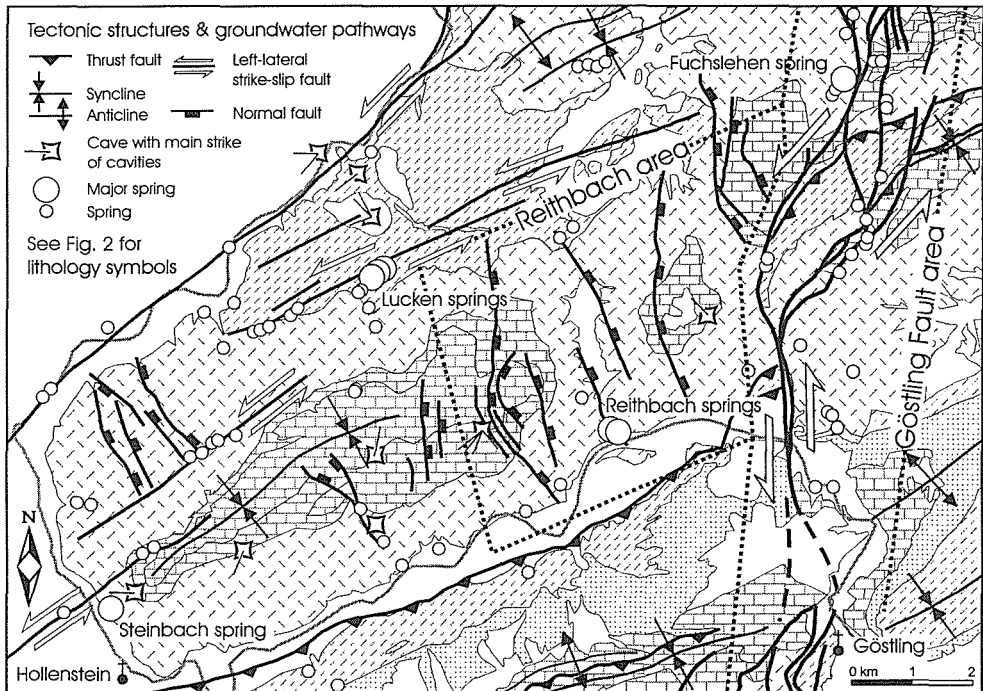 Tectonic structures & groundwater pathways
Thrust fault
Left-lateral
strike-slip fault
Syncline
Anticline
Normal fault
Cave with main strike
of cavities
Major spring
Spring
See Fig. 2 for
lithology symbols
Fuchslehen spring
Reithbach area
Lucken springs
Reithbach springs
Göstling Fault area
N
Steinbach spring
Hollenstein
Göstling
0 km 1 2